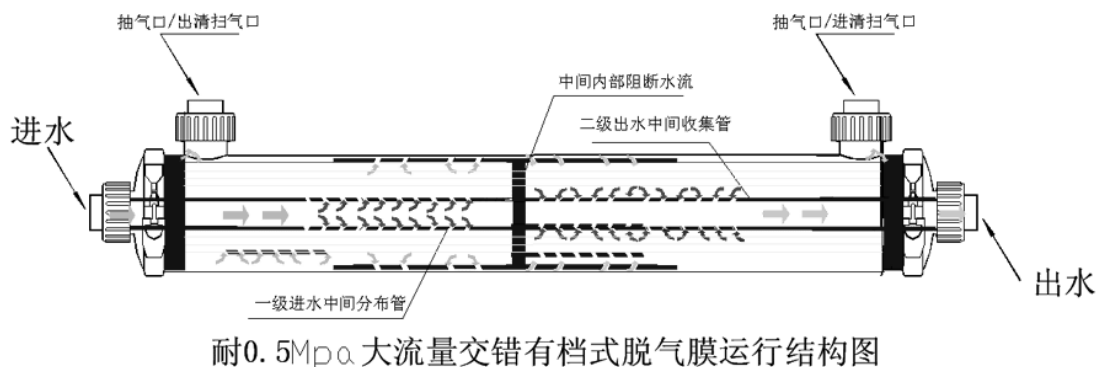 抽气口/出清扫气口
抽气口/进清扫气口
中间内部阻断水流
二级出水中间收集管
进水
一级进水中间分布管
出水
耐0.5Mpa大流量交错有档式脱气膜运行结构图